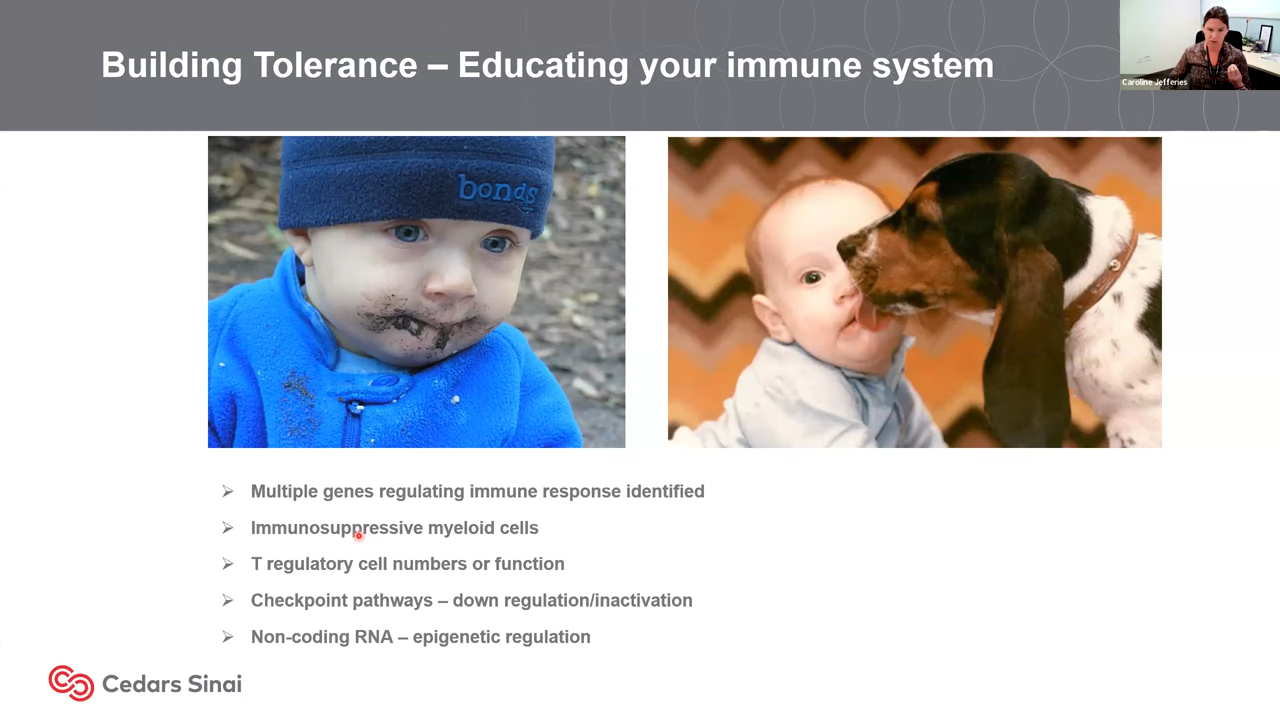 Building Tolerance – Educating your immune system
Caroline Jefferies
bonds
Multiple genes regulating immune response identified
Immunosuppressive myeloid cells
T regulatory cell numbers or function
Checkpoint pathways – down regulation/inactivation
Non-coding RNA – epigenetic regulation
Cedars Sinai